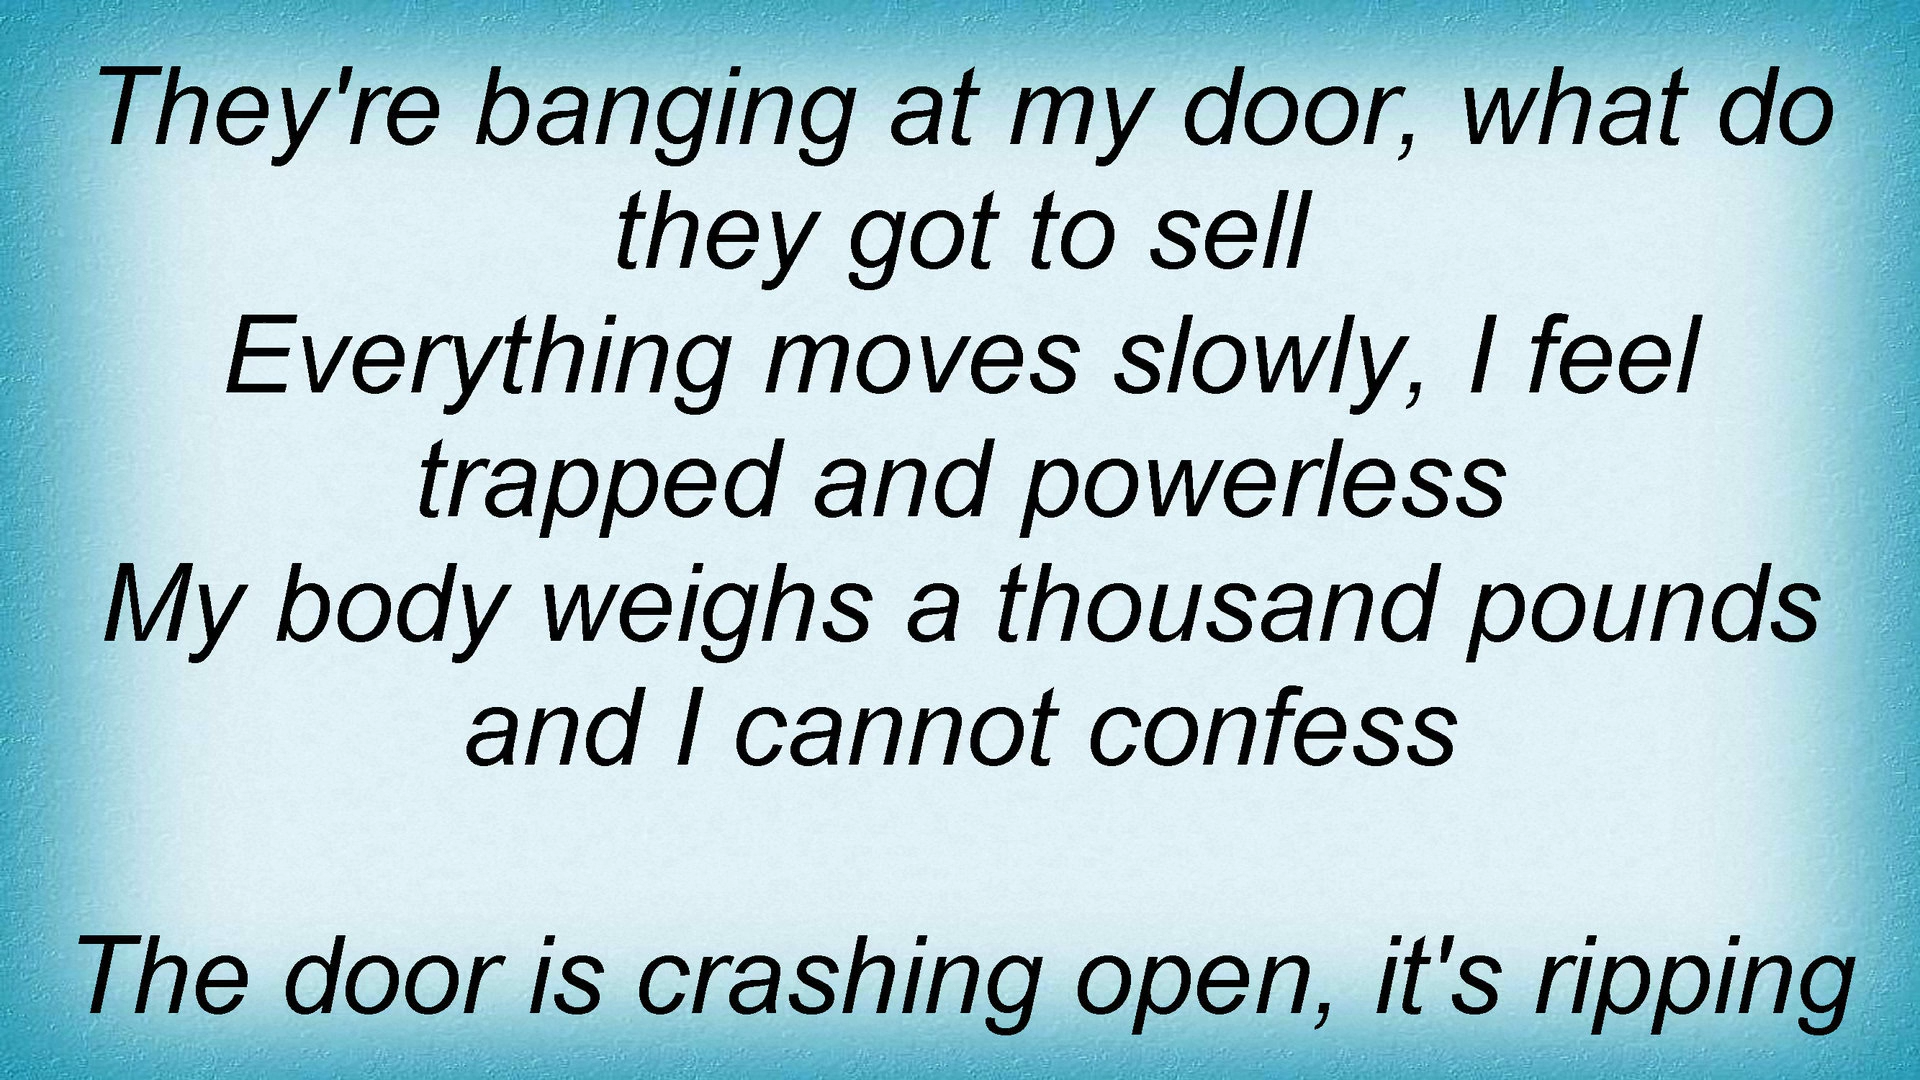 They're banging at my door, what do
they got to sell
Everything moves slowly, I feel
trapped and powerless
My body weighs a thousand pounds
and I cannot confess
The door is crashing open, it's ripping